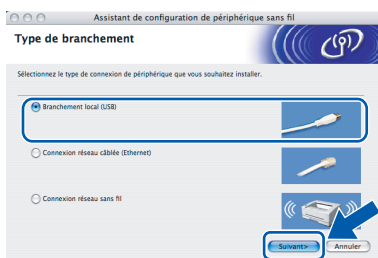 Assistant de configuration de périphérique sans fil
Type de branchement
Sélectionnez le type de connexion de périphérique que vous souhaitez installer.
Branchement local (USB)
Connexion réseau câblée (Ethernet)
Connexion réseau sans fil
Suivant>
Annuler